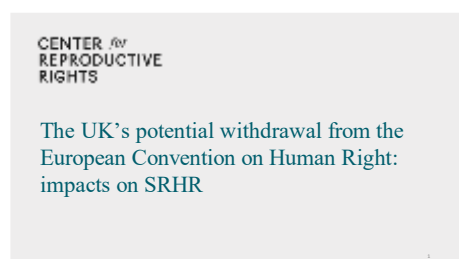 CENTER for
REPRODUCTIVE
RIGHTS
The UK's potential withdrawal from the
European Convention on Human Right:
impacts on SRHR